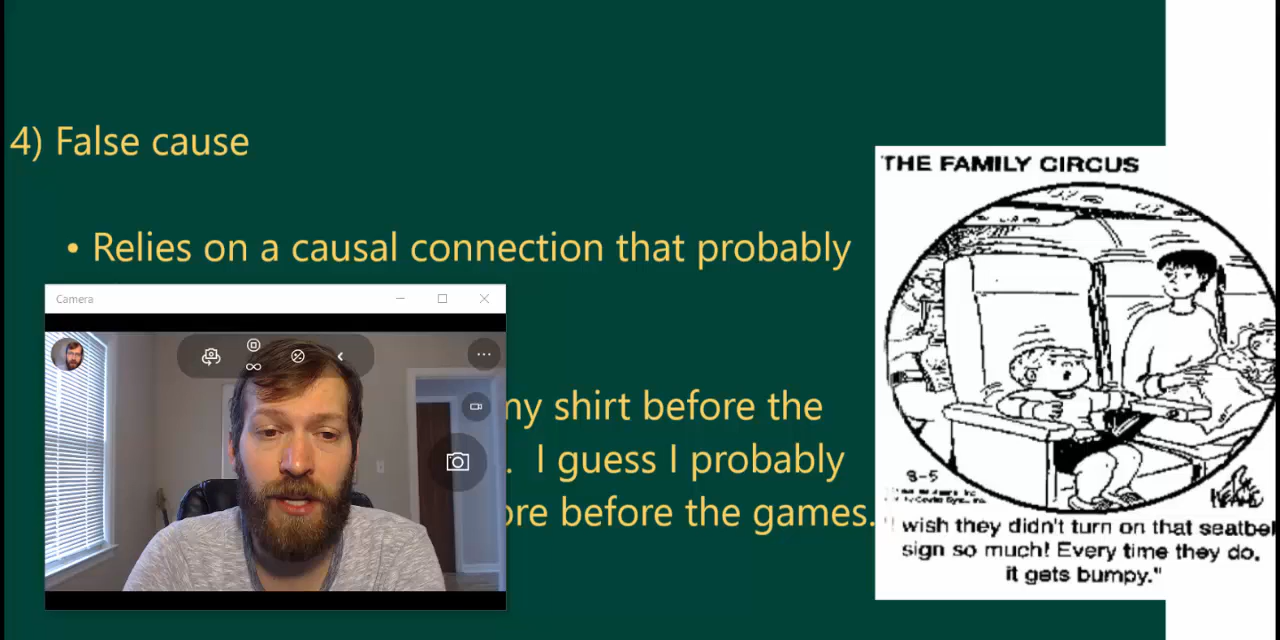 4) False cause
• Relies on a causal connection that probably
Camera
my shirt before the
. I guess I probably
ore before the games.
THE FAMILY CIRCUS
8-5
"I wish they didn't turn on that seatbel
sign so much! Every time they do,
it gets bumpy."